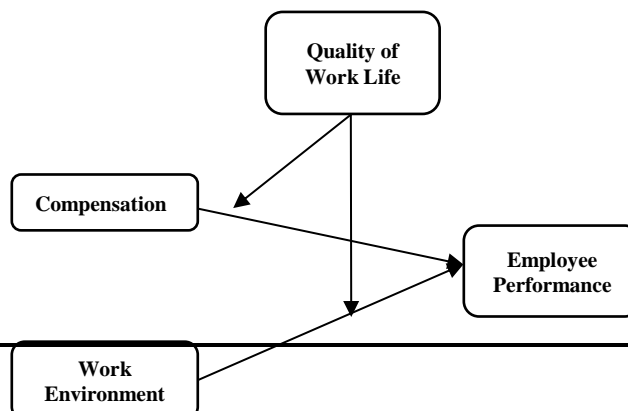 Quality of
Work Life
Compensation
Employee
Performance
Work
Environment